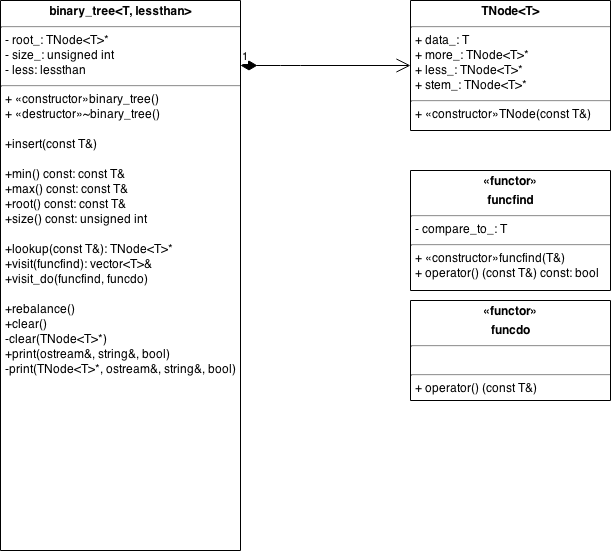 binary_tree<T, lessthan>
- root_: TNode<T>*
- size_: unsigned int
- less: lessthan
+ «constructor»binary_tree()
+ «destructor»~binary_tree()
+insert(const T&)
+min() const: const T&
+max() const: const T&
+root() const: const T&
+size() const: unsigned int
+lookup(const T&): TNode<T>*
+visit(funcfind): vector<T>&
+visit_do(funcfind, funcdo)
+rebalance()
+clear()
-clear(TNode<T>*)
+print(ostream&, string&, bool)
-print(TNode<T>*, ostream&, string&, bool)
1
TNode<T>
+ data_: T
+ more_: TNode<T>*
+ less_: TNode<T>*
+ stem_: TNode<T>*
+ «constructor»TNode(const T&)
«functor»
funcfind
- compare_to_: T
+ «constructor»funcfind(T&)
+ operator() (const T&) const: bool
«functor»
funcdo
+ operator() (const T&)